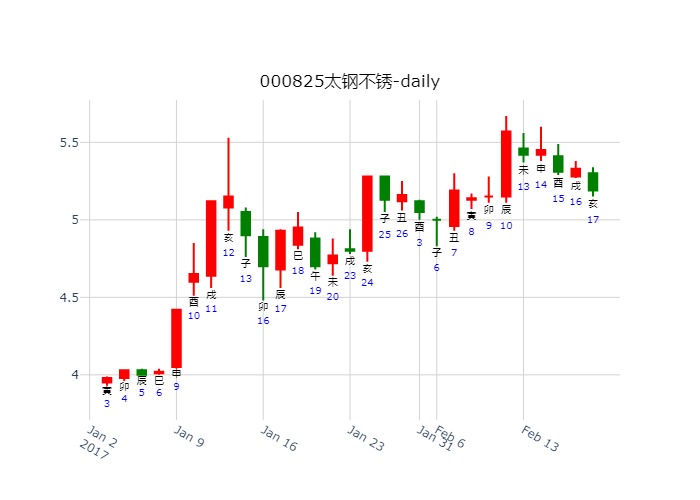 000825太钢不锈-daily
5.5
5
4.5
4
寅
3
卯
4
辰
5
巳
6
申
9
酉
10
戌
11
亥
12
子
13
卯
16
辰
17
巳
18
午
19
未
20
戌
23
亥
24
子
25
丑
26
酉
3
子
6
丑
7
寅
8
卯
9
辰
10
未
13
申
14
酉
15
戌
16
亥
17
Jan 2
2017
Jan 9
Jan 16
Jan 23
Jan 31
Feb 6
Feb 13